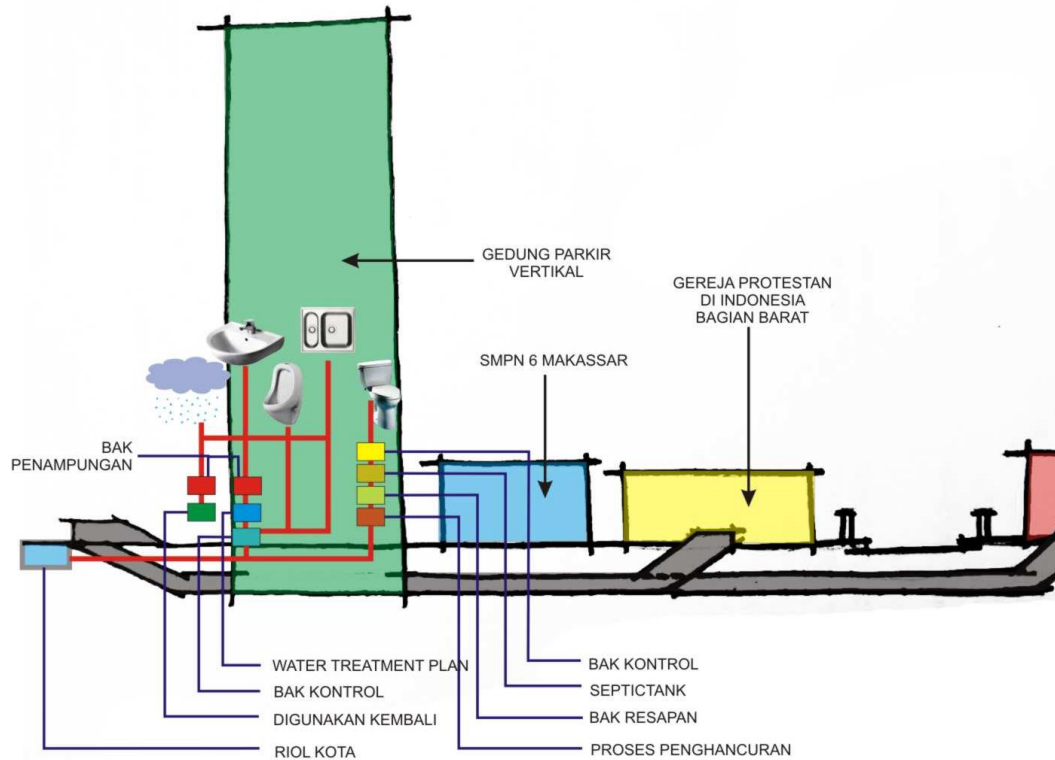 GEDUNG PARKIR
VERTIKAL
GEREJA PROTESTAN
DI INDONESIA
BAGIAN BARAT
SMPN 6 MAKASSAR
BAK
PENAMPUNGAN
WATER TREATMENT PLAN
BAK KONTROL
DIGUNAKAN KEMBALI
RIOL KOTA
BAK KONTROL
SEPTICTANK
BAK RESAPAN
PROSES PENGHANCURAN